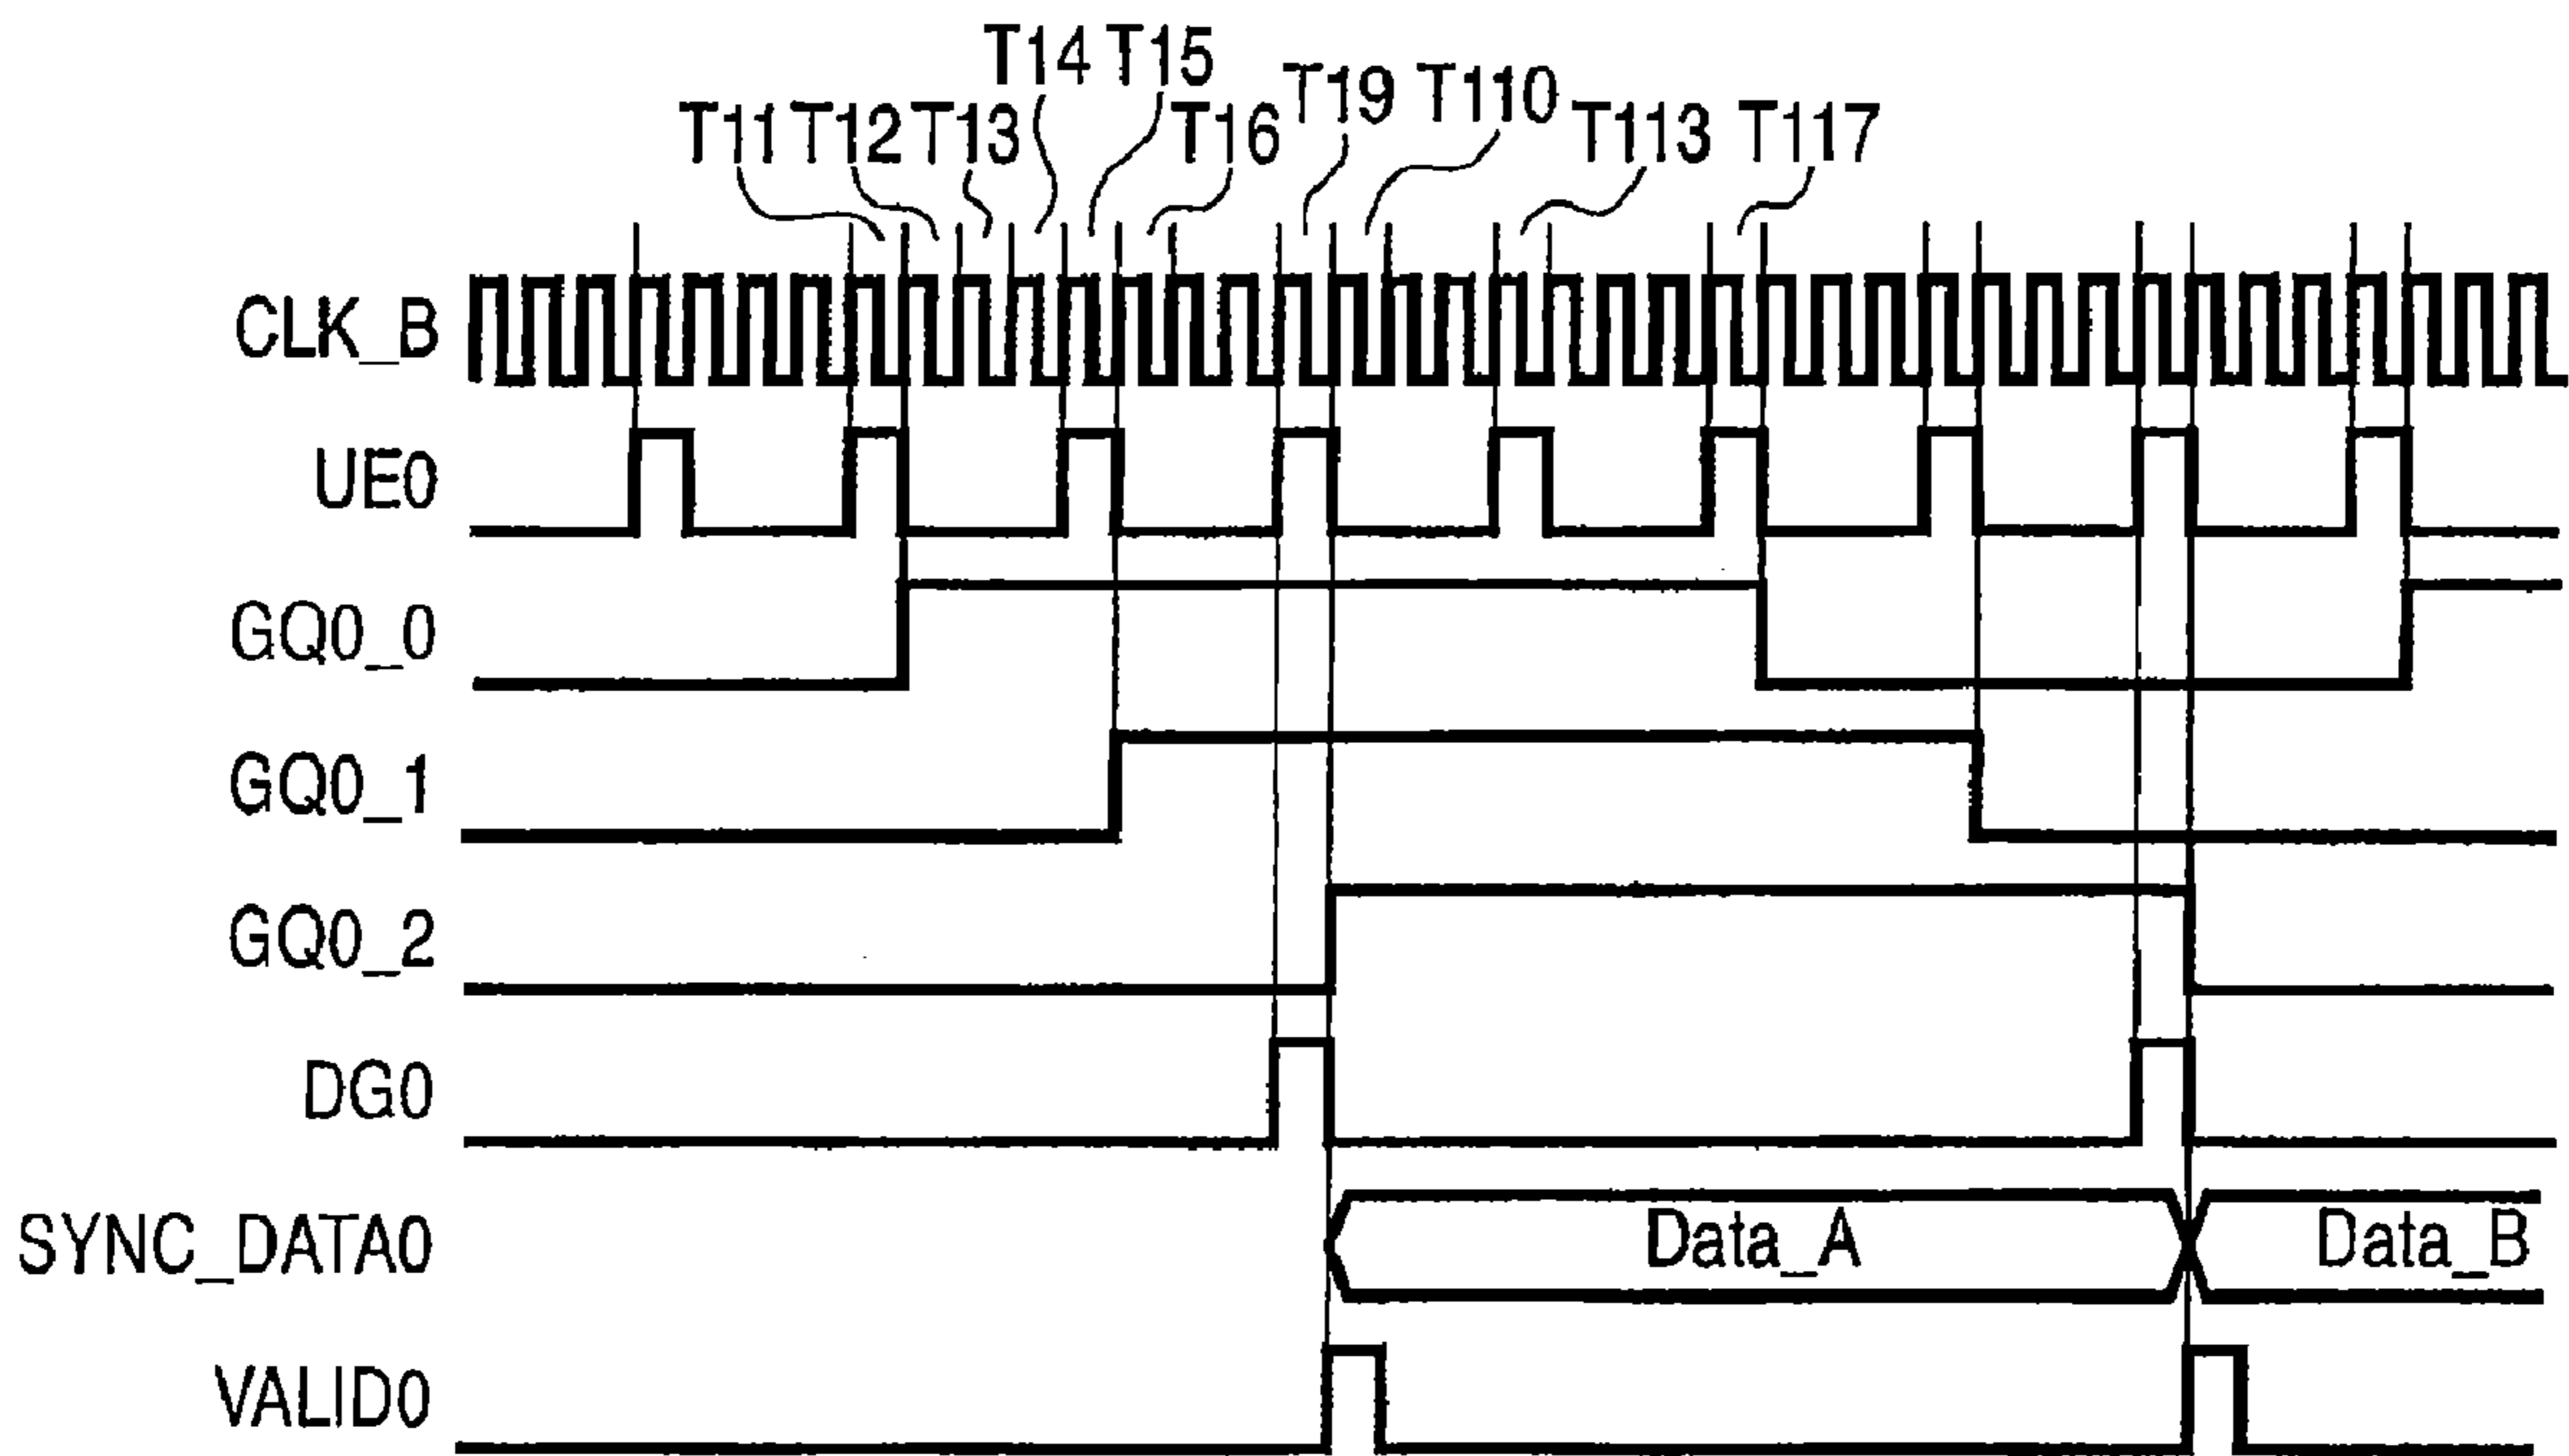 T14 T15
T19 T110
T11 T12 T13 T16 T113 T117
CLK_B
UE0
GQ0_0
GQ0_1
GQ0_2
DG0
SYNC_DATA0 Data_A Data_B
VALID0